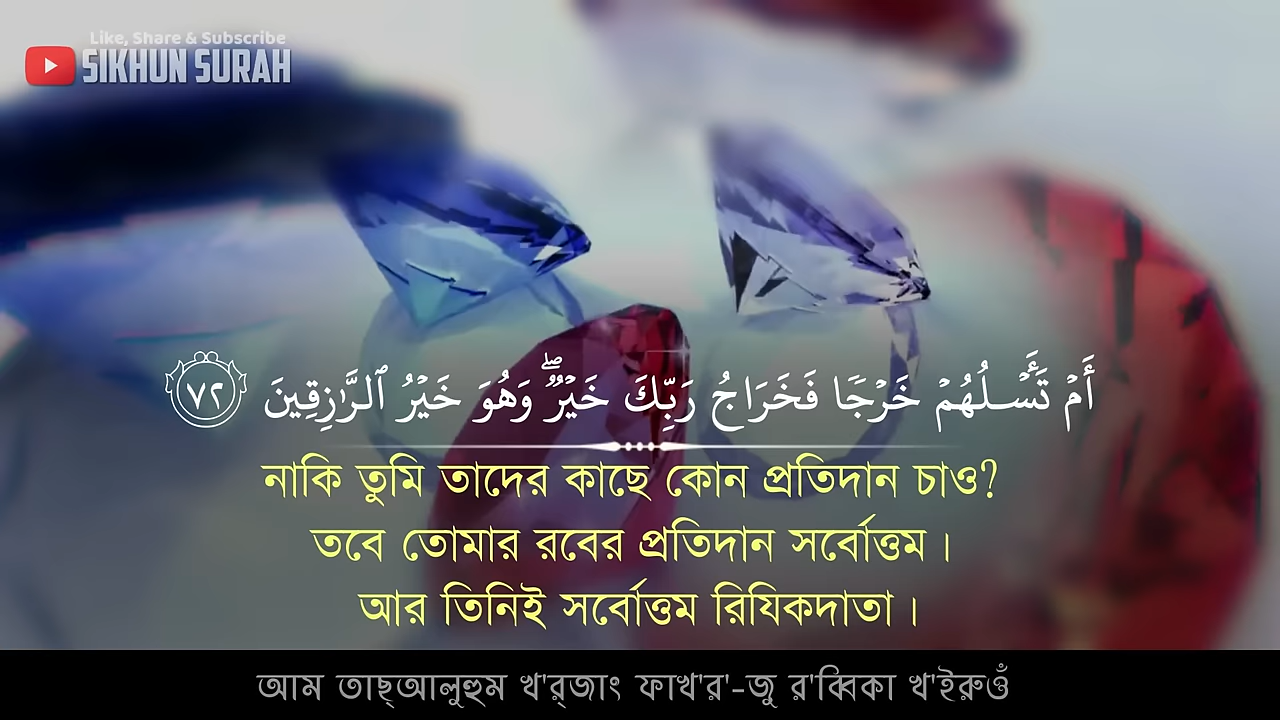 Like, Share & Subscribe
SIKHUN SURAH
أَمۡ تَسۡـَٔلُهُمۡ خَرۡجٗا فَخَرَاجُ رَبِّكَ خَيۡرٞۖ وَهُوَ خَيۡرُ ٱلرَّٰزِقِينَ ٧٢
নাকি তুমি তাদের কাছে কোন প্রতিদান চাও?
তবে তোমার রবের প্রতিদান সর্বোত্তম।
আর তিনিই সর্বোত্তম রিযিকদাতা।
আম তাছ্আলুহুম খ'র্‌জাং ফাখ'র'-জু র'ব্বিকা খ'ইরুওঁ